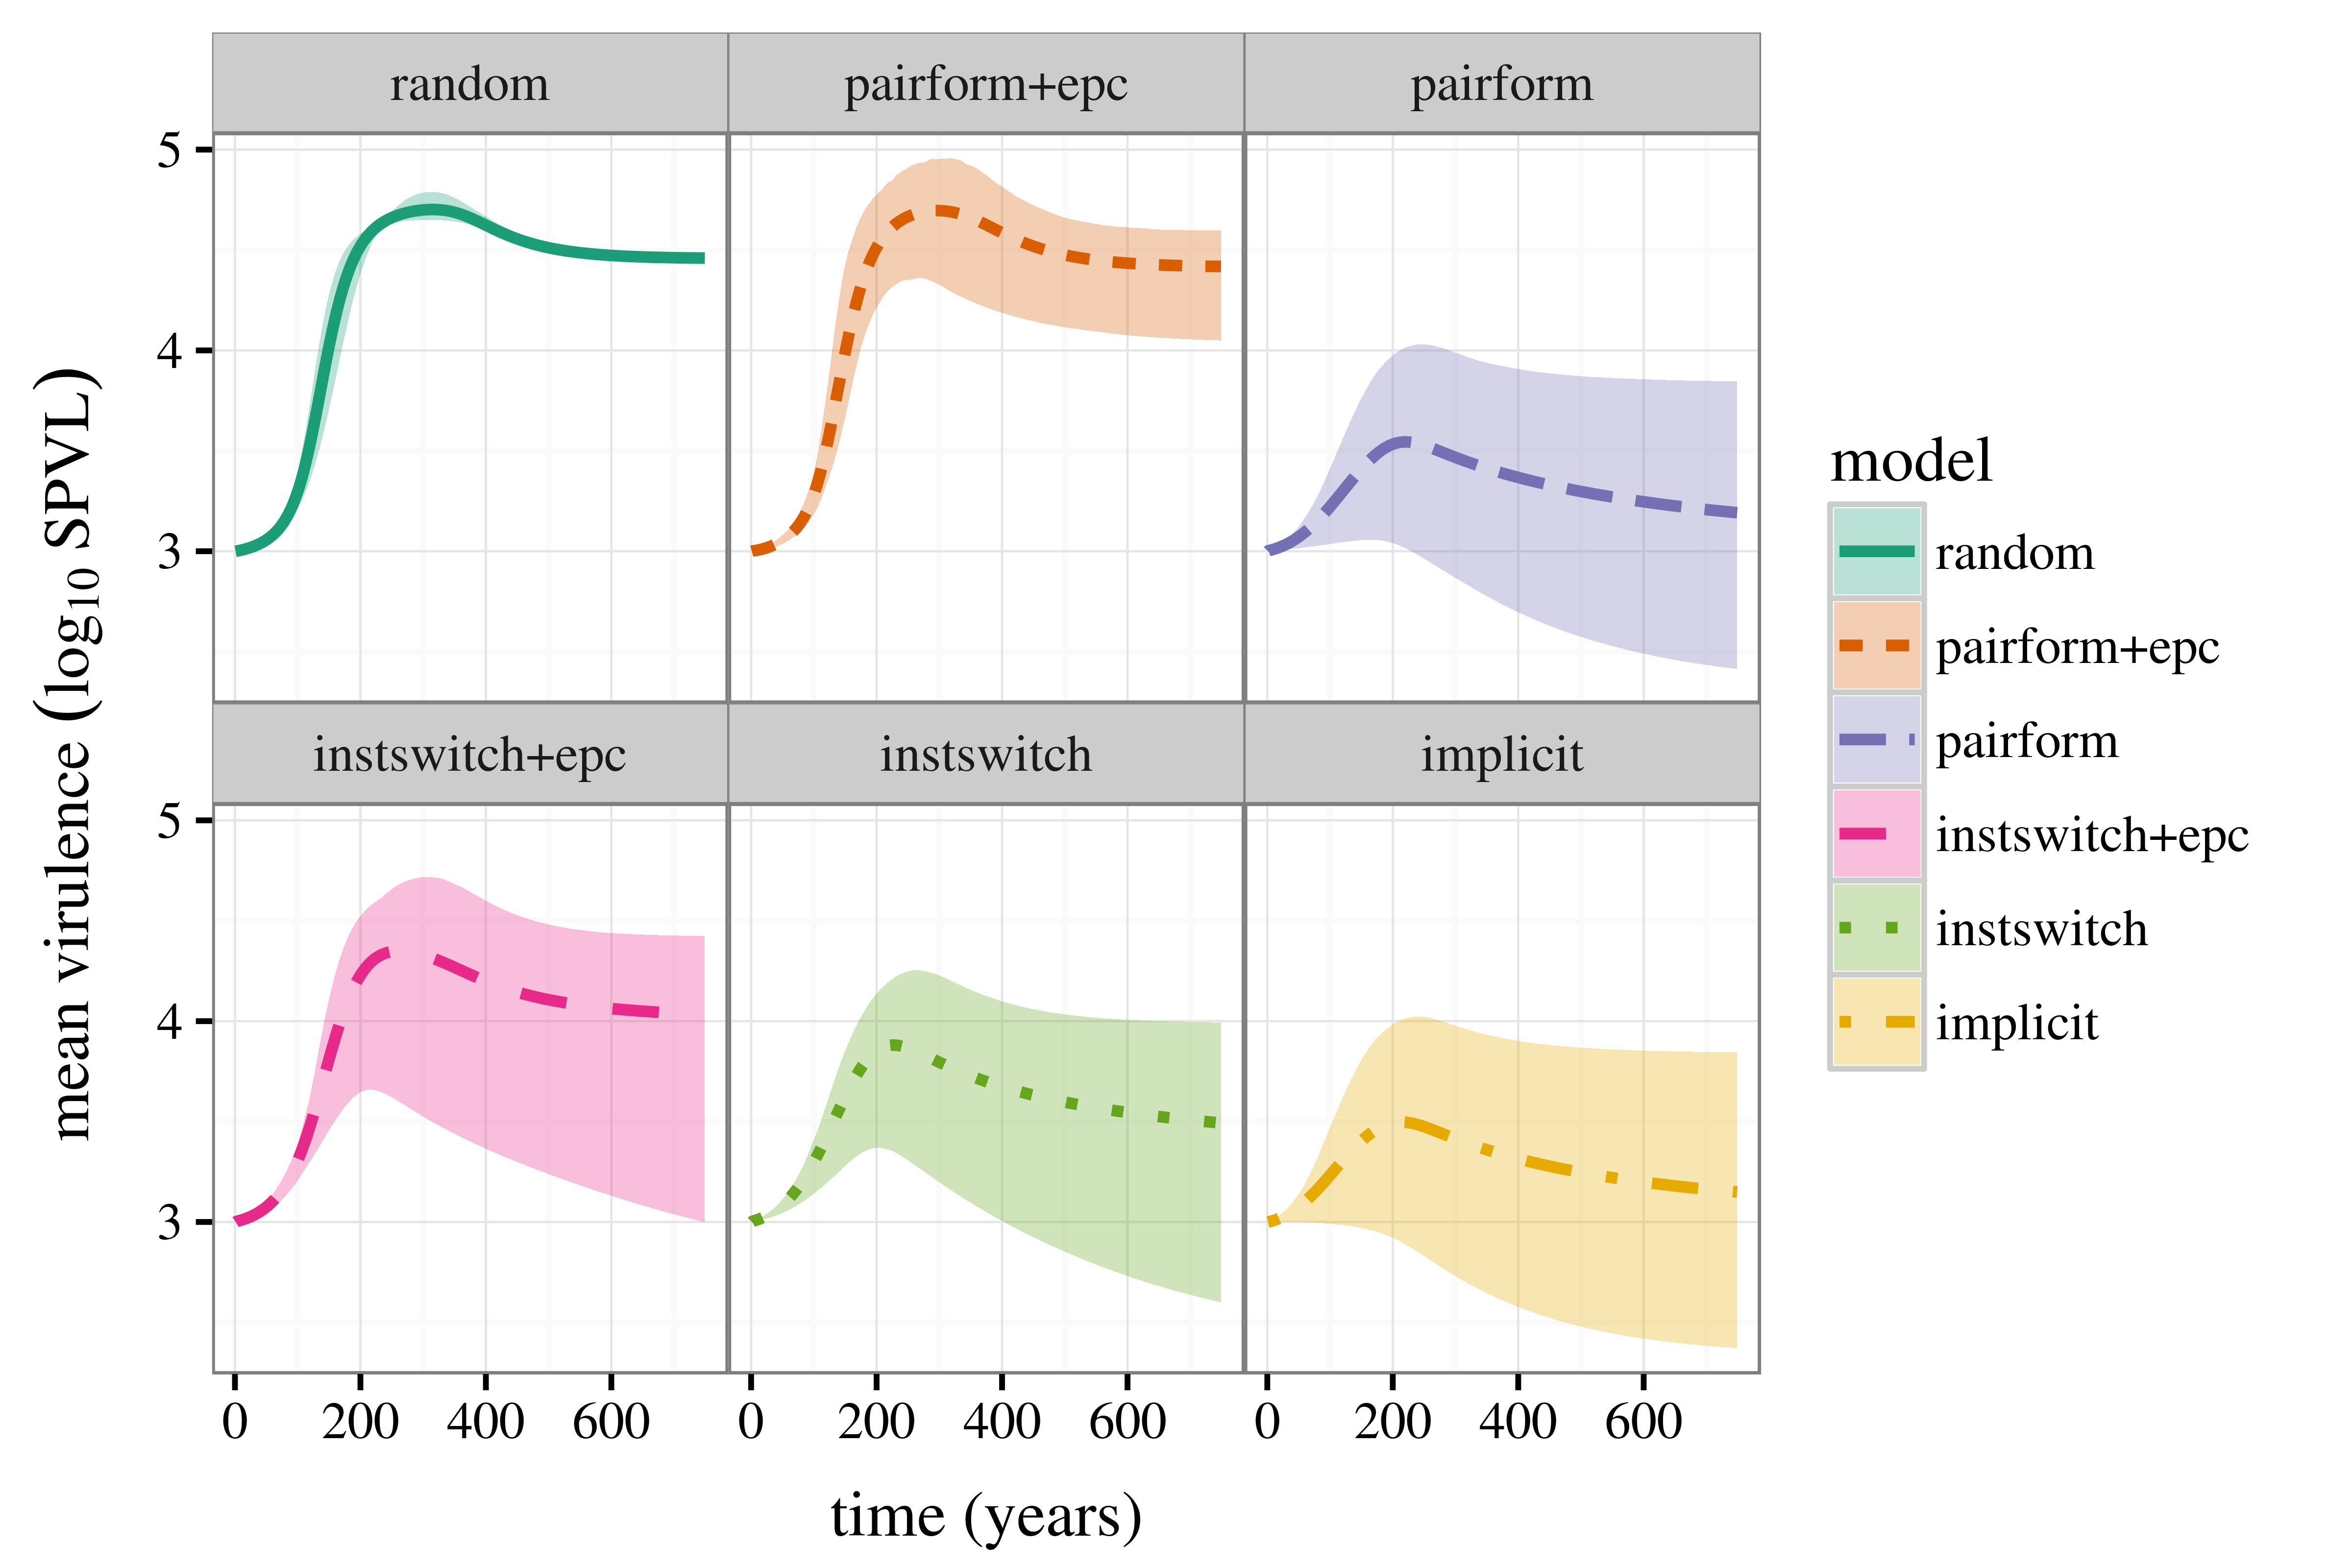 random pairform+epc pairform
5
4
3
instswitch+epc instswitch implicit
5
4
3
0 200 400 600 0 200 400 600 0 200 400 600
time (years)
mean virulence (log₁₀ SPVL)
model
random
pairform+epc
pairform
instswitch+epc
instswitch
implicit